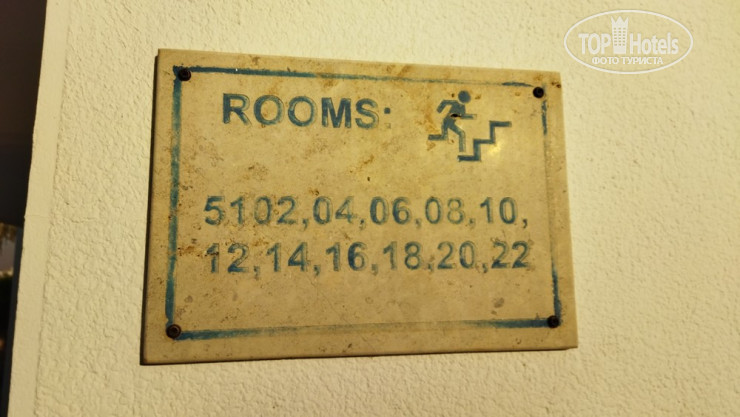 TOP Hotels
ФОТО ТУРИСТА
ROOMS:
5102,04,06,08,10,
12,14,16,18,20,22